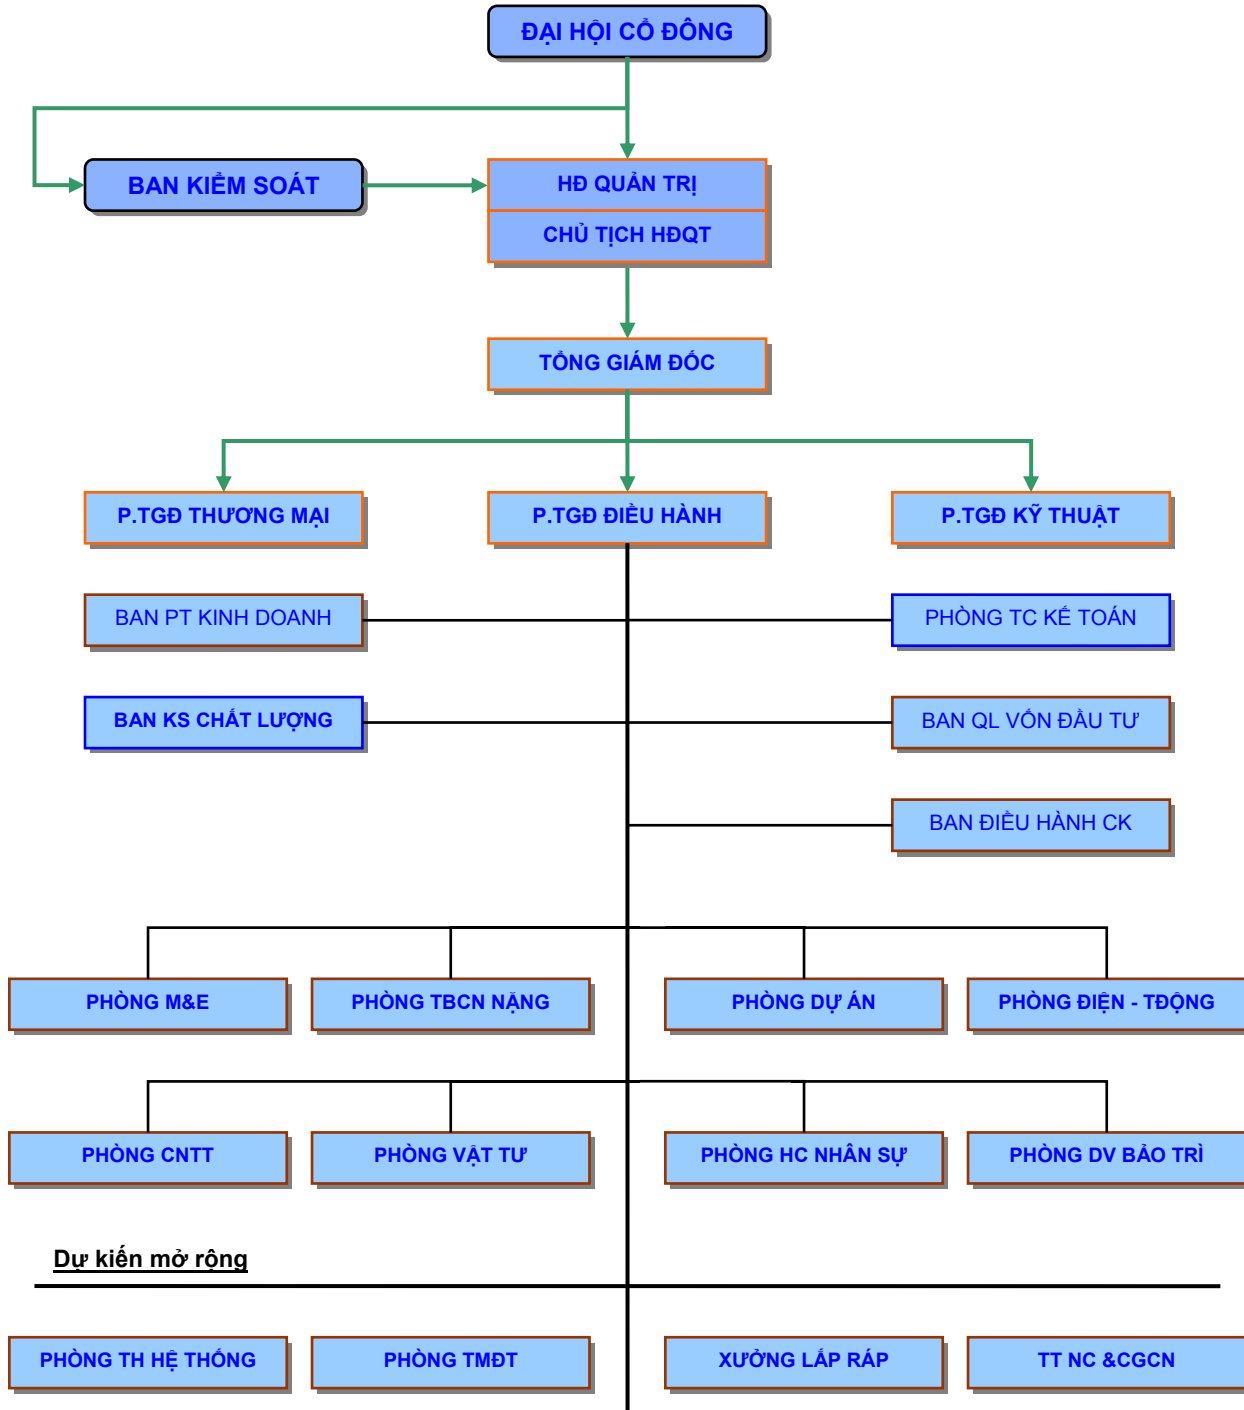 ĐẠI HỘI CỔ ĐÔNG
BAN KIỂM SOÁT
HĐ QUẢN TRỊ
CHỦ TỊCH HĐQT
TỔNG GIÁM ĐỐC
P.TGĐ THƯƠNG MẠI
P.TGĐ ĐIỀU HÀNH
P.TGĐ KỸ THUẬT
BAN PT KINH DOANH
PHÒNG TC KẾ TOÁN
BAN KS CHẤT LƯỢNG
BAN QL VỐN ĐẦU TƯ
BAN ĐIỀU HÀNH CK
PHÒNG M&E
PHÒNG TBCN NẶNG
PHÒNG DỰ ÁN
PHÒNG ĐIỆN - TĐỘNG
PHÒNG CNTT
PHÒNG VẬT TƯ
PHÒNG HC NHÂN SỰ
PHÒNG DV BẢO TRÌ
Dự kiến mở rộng
PHÒNG TH HỆ THỐNG
PHÒNG TMĐT
XƯỞNG LẮP RÁP
TT NC &CGCN